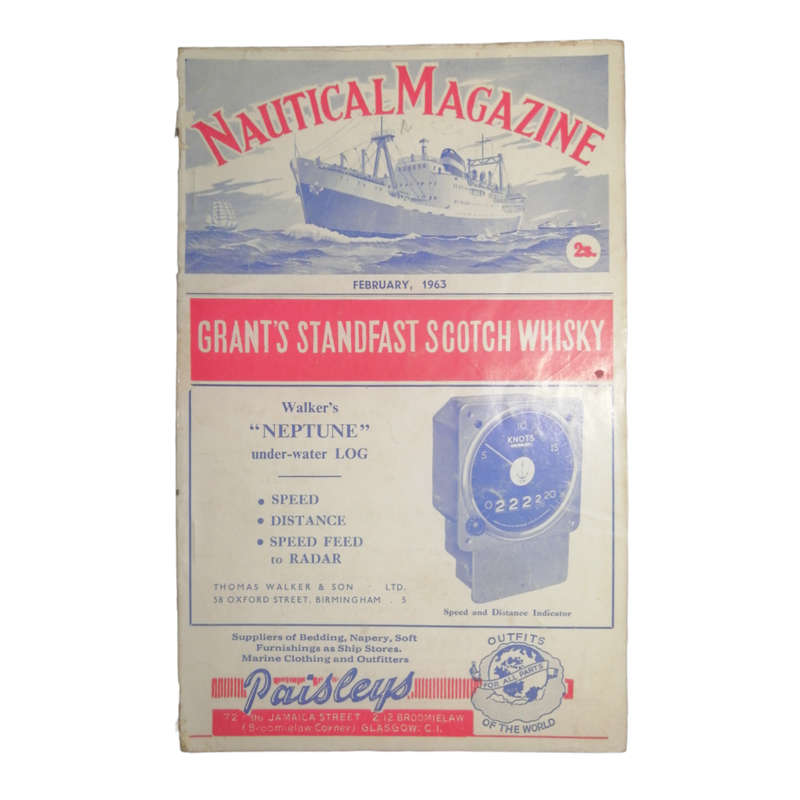 NAUTICAL MAGAZINE
2s.
FEBRUARY, 1963
GRANT'S STANDFAST SCOTCH WHISKY
Walker's
"NEPTUNE"
under-water LOG
• SPEED
• DISTANCE
• SPEED FEED
to RADAR
THOMAS WALKER & SON · LTD.
58 OXFORD STREET, BIRMINGHAM . 5
10
KNOTS
5 15
0 2222 20
Speed and Distance Indicator
Suppliers of Bedding, Napery, Soft
Furnishings as Ship Stores.
Marine Clothing and Outfitters
Paisleys
72 - 96 JAMAICA STREET, 2/12 BROOMIELAW
(Broomielaw Corner) GLASGOW. C.1.
OUTFITS
FOR ALL PARTS
OF THE WORLD